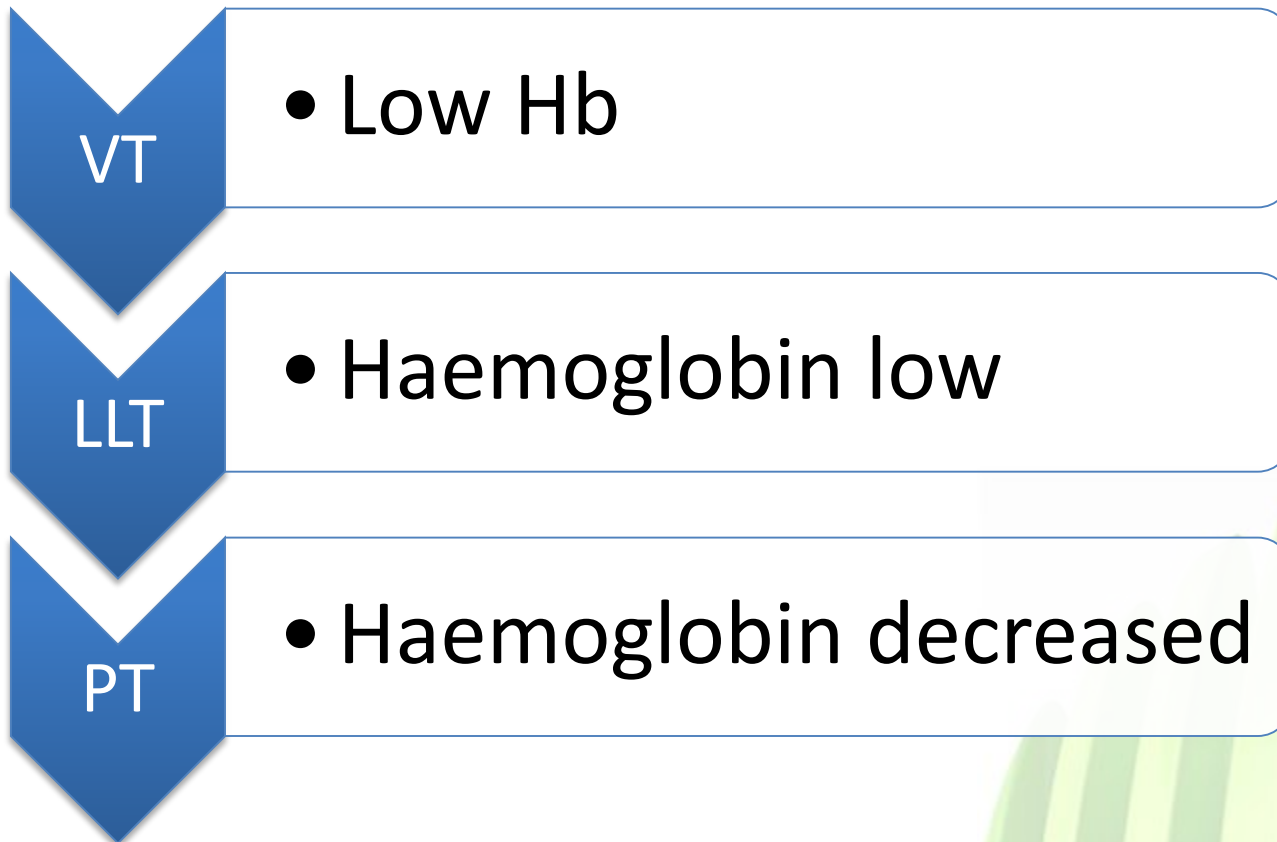 VT
• Low Hb
LLT
• Haemoglobin low
PT
• Haemoglobin decreased